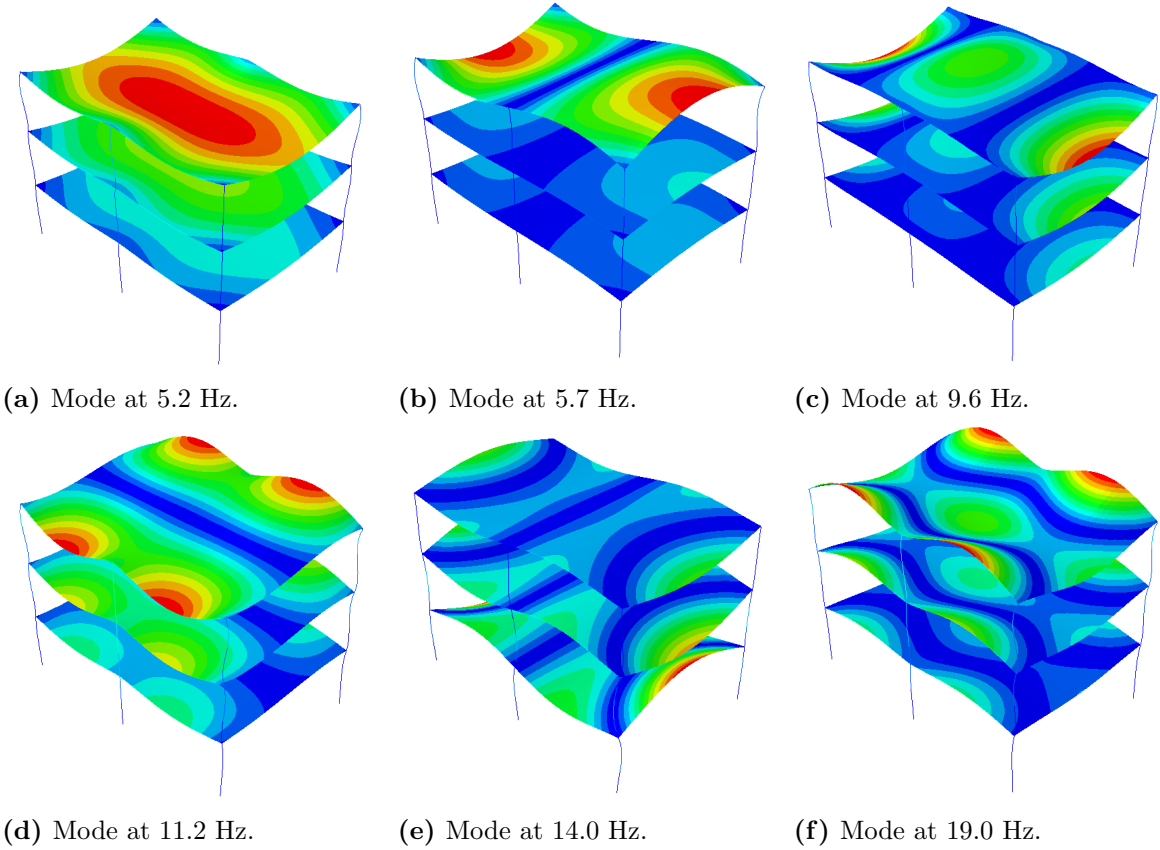 (a) Mode at 5.2 Hz.
(b) Mode at 5.7 Hz.
(c) Mode at 9.6 Hz.
(d) Mode at 11.2 Hz.
(e) Mode at 14.0 Hz.
(f) Mode at 19.0 Hz.